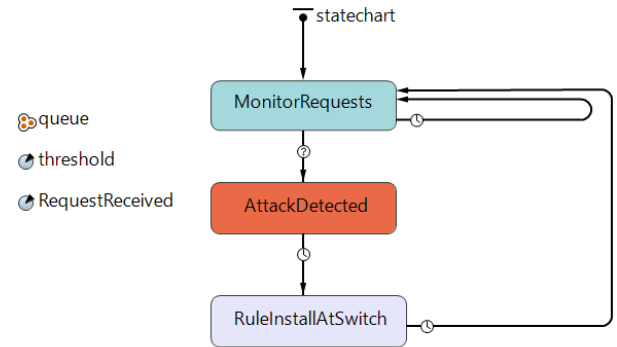 statechart
MonitorRequests
queue
threshold
AttackDetected
RequestReceived
RuleInstallAtSwitch